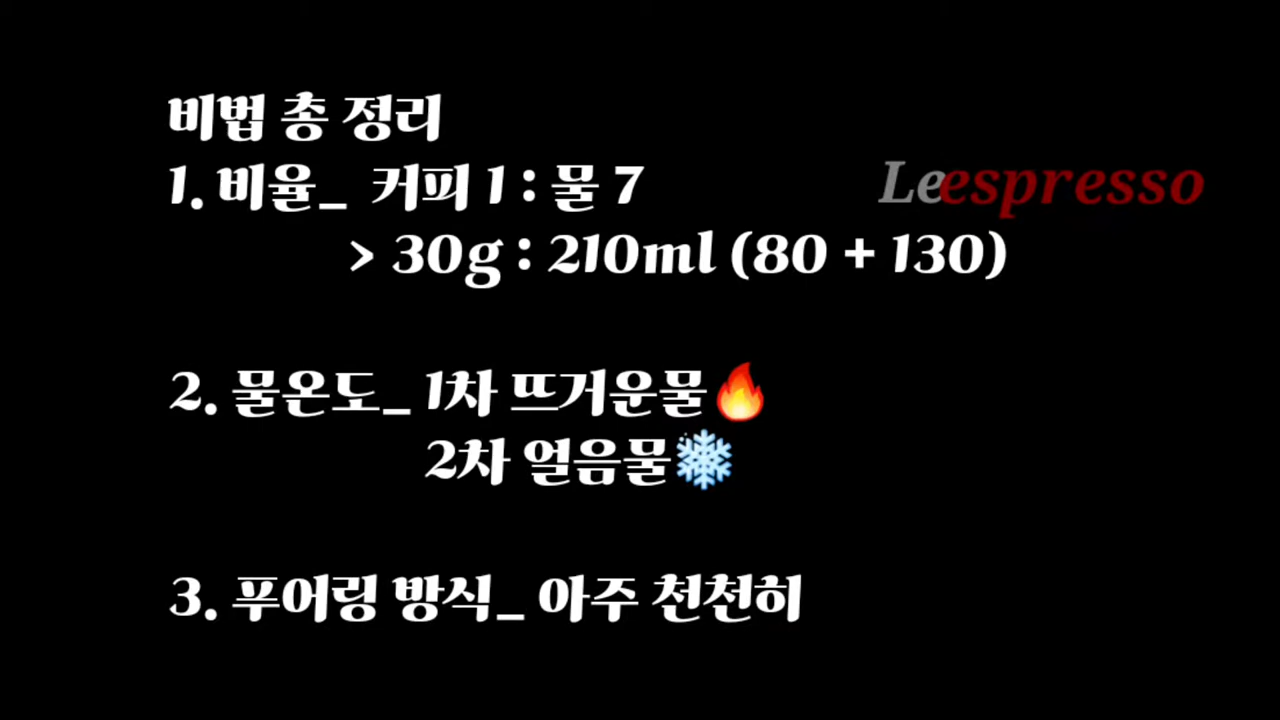 비법 총 정리
1. 비율_ 커피 1 : 물 7
Leespresso
> 30g : 210ml (80 + 130)
2. 물온도_ 1차 뜨거운물🔥
2차 얼음물❄️
3. 푸어링 방식_ 아주 천천히